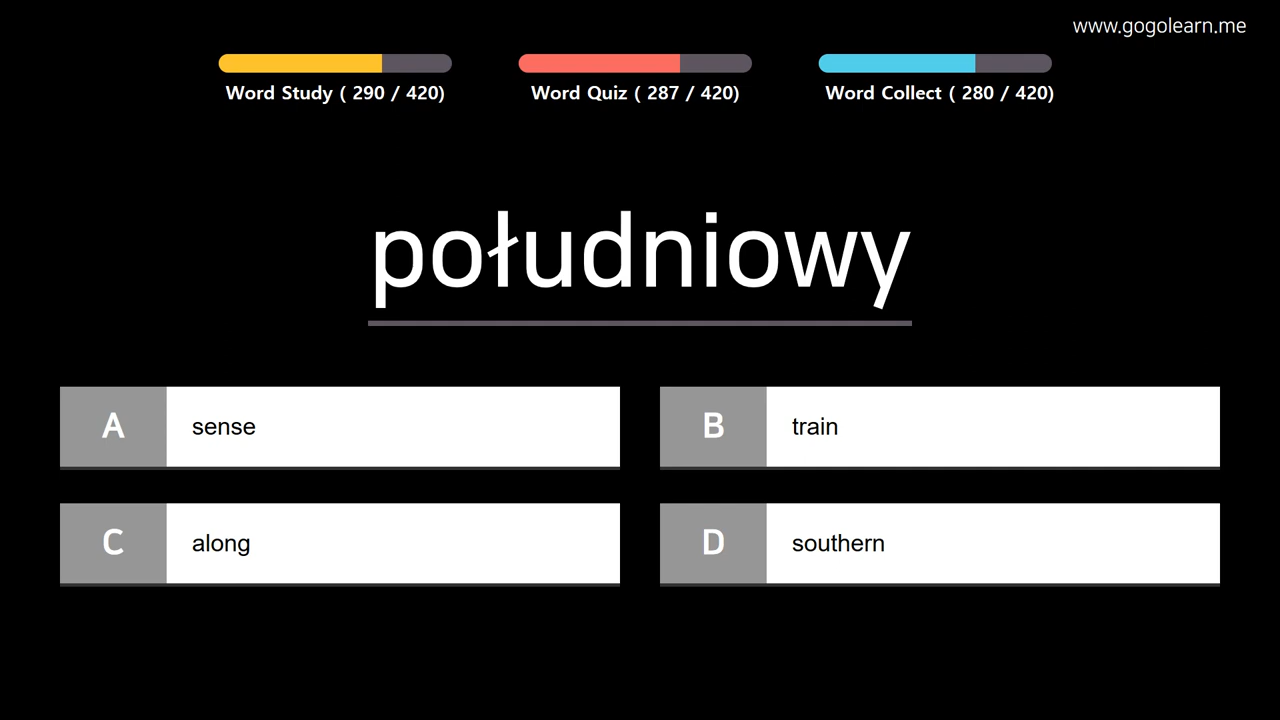 www.gogolearn.me
Word Study ( 290 / 420)
Word Quiz ( 287 / 420)
Word Collect ( 280 / 420)
południowy
A sense
B train
C along
D southern